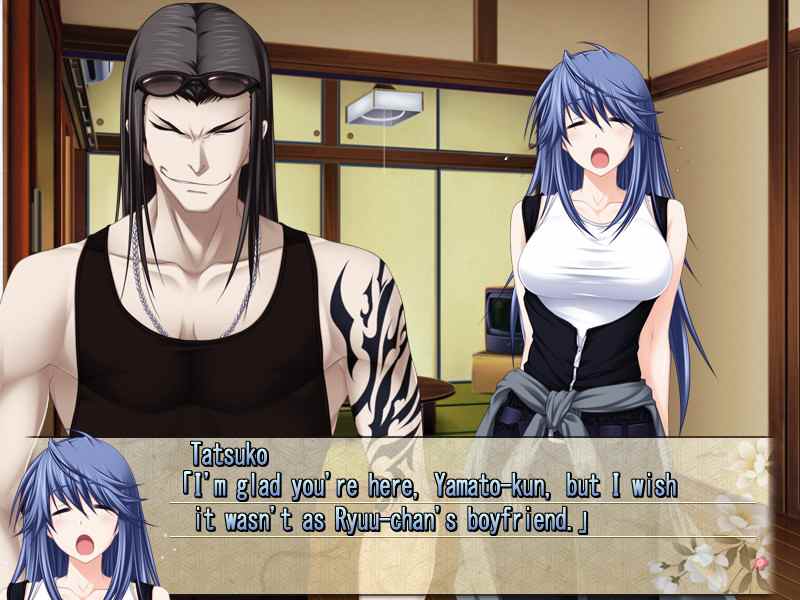 Tatsuko
｢I'm glad you're here, Yamato-kun, but I wish
it wasn't as Ryuu-chan's boyfriend.｣